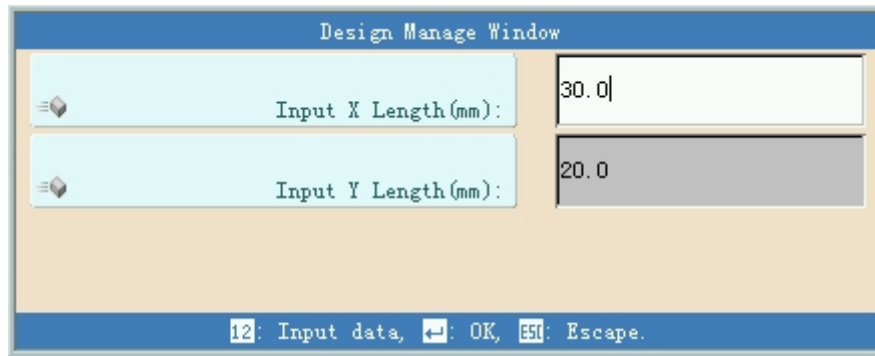 Design Manage Window
Input X Length(mm): 30.0
Input Y Length(mm): 20.0
12: Input data, ↵: OK, ESC: Escape.